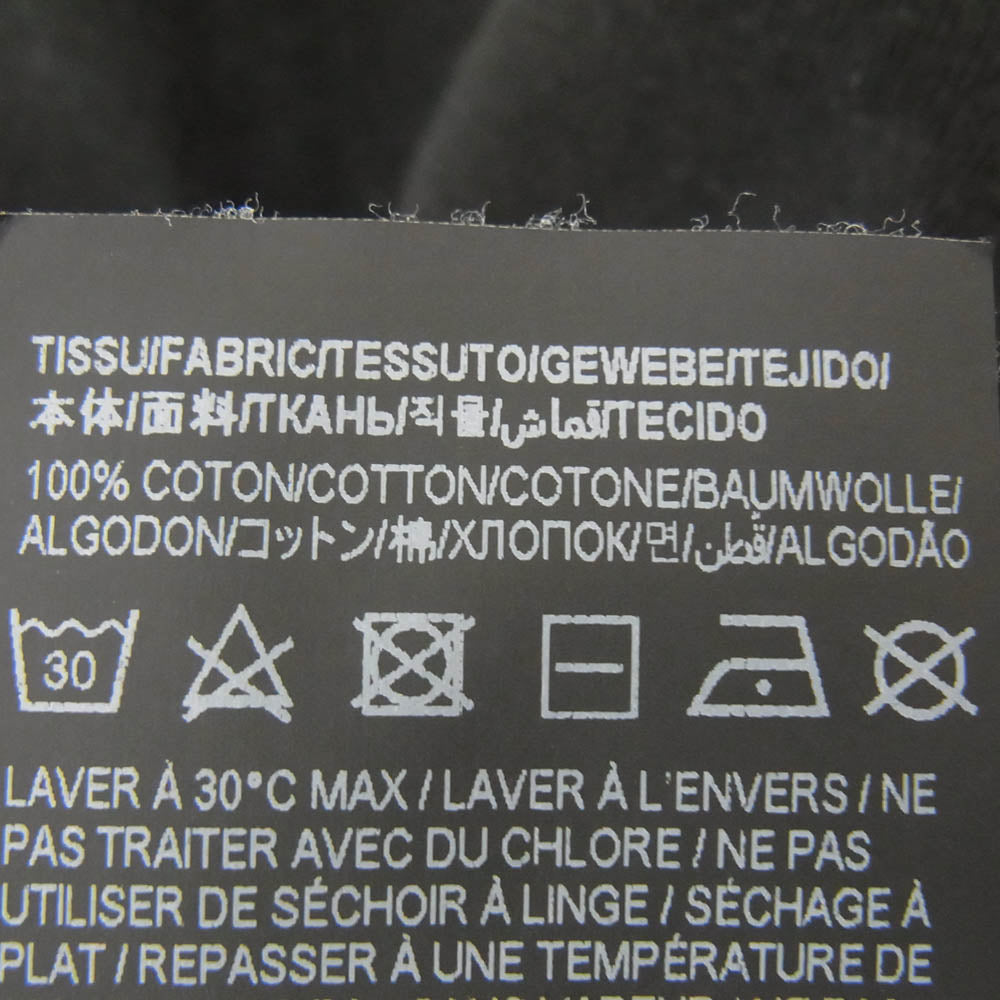 TISSU/FABRIC/TESSUTO/GEWEBE/TEJIDO/
本体/面料/ТКАНЬ/직물/قماش/TECIDO
100% COTON/COTTON/COTONE/BAUMWOLLE/
ALGODON/コットン/棉/ХЛОПОК/면/قطن/ALGODÃO
30
LAVER À 30°C MAX / LAVER À L'ENVERS / NE
PAS TRAITER AVEC DU CHLORE / NE PAS
UTILISER DE SÉCHOIR À LINGE / SÉCHAGE À
PLAT / REPASSER À UNE TEMPÉRATURE DE